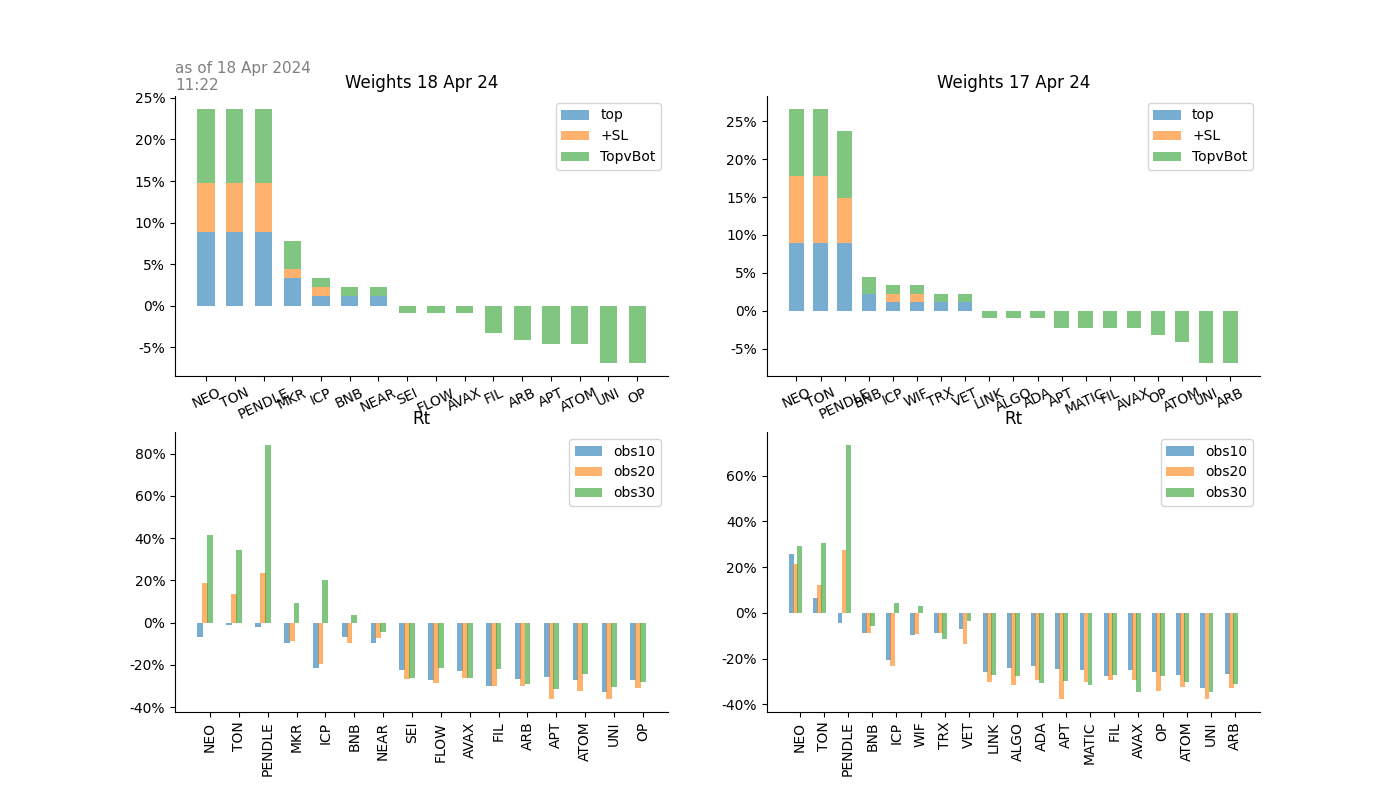 as of 18 Apr 2024
11:22
Weights 18 Apr 24
25%
20%
15%
10%
5%
0%
-5%
top
+SL
TopvBot
NEO TON PENDLE MKR ICP BNB NEAR SEI FLOW AVAX FIL ARB APT ATOM UNI OP
Weights 17 Apr 24
25%
20%
15%
10%
5%
0%
-5%
top
+SL
TopvBot
NEO TON PENDLE BNB ICP WIF TRX VET LINK ALGO ADA APT MATIC FIL AVAX OP ATOM UNI ARB
Rt
80%
60%
40%
20%
0%
-20%
-40%
obs10
obs20
obs30
NEO TON PENDLE MKR ICP BNB NEAR SEI FLOW AVAX FIL ARB APT ATOM UNI OP
Rt
60%
40%
20%
0%
-20%
-40%
obs10
obs20
obs30
NEO TON PENDLE BNB ICP WIF TRX VET LINK ALGO ADA APT MATIC FIL AVAX OP ATOM UNI ARB